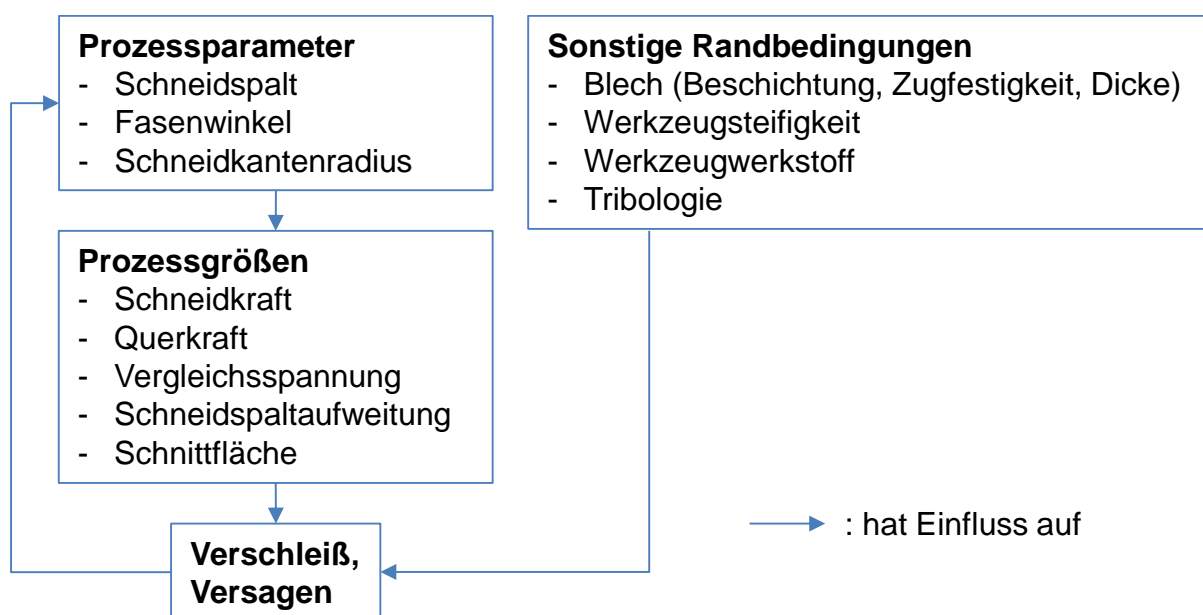 Prozessparameter
- Schneidspalt
- Fasenwinkel
- Schneidkantenradius
Sonstige Randbedingungen
- Blech (Beschichtung, Zugfestigkeit, Dicke)
- Werkzeugsteifigkeit
- Werkzeugwerkstoff
- Tribologie
Prozessgrößen
- Schneidkraft
- Querkraft
- Vergleichsspannung
- Schneidspaltaufweitung
- Schnittfläche
: hat Einfluss auf
Verschleiß,
Versagen